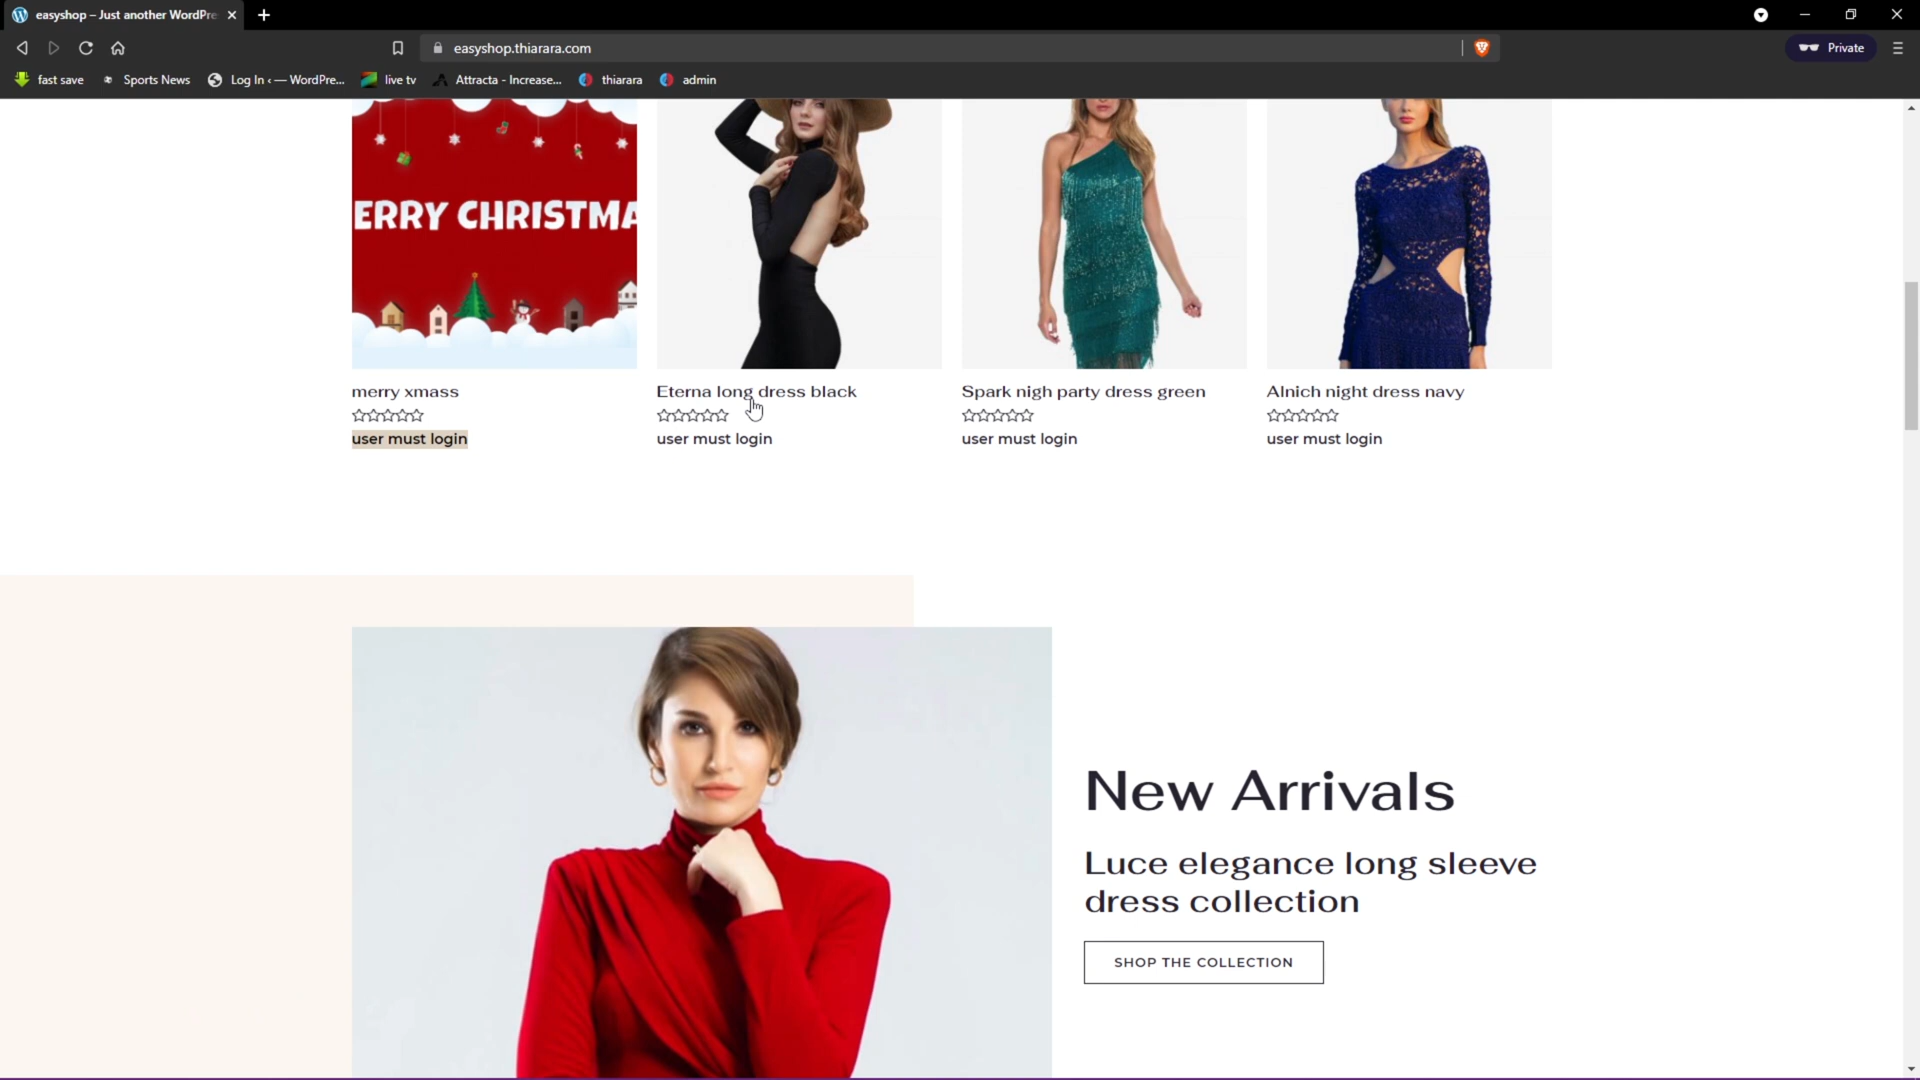 easyshop – Just another WordPre
easyshop.thiarara.com
Private
fast save
Sports News
Log In ‹ — WordPre...
live tv
Attracta - Increase...
thiarara
admin
ERRY CHRISTMA
merry xmass
Eterna long dress black
Spark nigh party dress green
Alnich night dress navy
user must login
user must login
user must login
user must login
New Arrivals
Luce elegance long sleeve
dress collection
SHOP THE COLLECTION